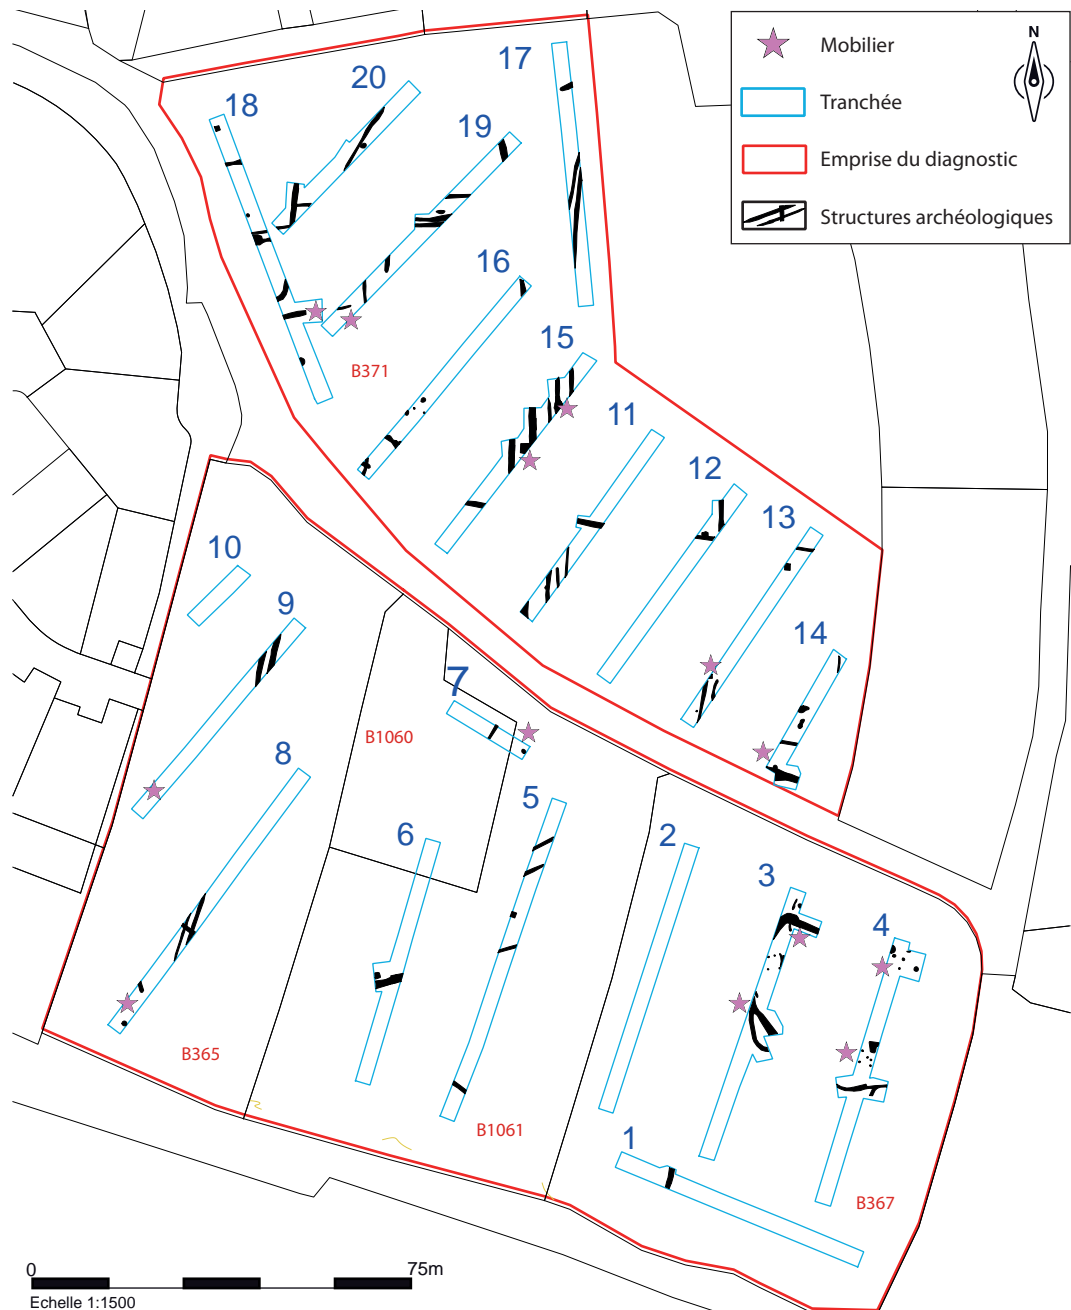 N
Mobilier
Tranchée
Emprise du diagnostic
Structures archéologiques
17
20
18
19
16
15
B371
11
12
13
10
9
14
7
B1060
8
5
6
2
3
4
B365
B1061
1
B367
0 75m
Echelle 1:1500